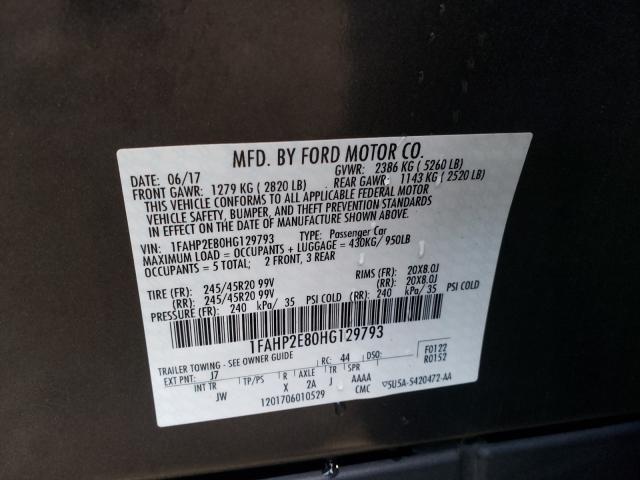 MFD. BY FORD MOTOR CO.
DATE: 06/17 GVWR: 2386 KG ( 5260 LB)
FRONT GAWR: 1279 KG ( 2820 LB) REAR GAWR: 1143 KG ( 2520 LB)
THIS VEHICLE CONFORMS TO ALL APPLICABLE FEDERAL MOTOR
VEHICLE SAFETY, BUMPER, AND THEFT PREVENTION STANDARDS
IN EFFECT ON THE DATE OF MANUFACTURE SHOWN ABOVE.
VIN: 1FAHP2E80HG129793 TYPE: Passenger Car
MAXIMUM LOAD = OCCUPANTS + LUGGAGE = 430KG/ 950LB
OCCUPANTS = 5 TOTAL; 2 FRONT, 3 REAR
TIRE (FR): 245/45R20 99V RIMS (FR): 20X8.0J
(RR): 245/45R20 99V (RR): 20X8.0J
PRESSURE (FR): 240 kPa/ 35 PSI COLD (RR): 240 kPa/ 35 PSI COLD
1FAHP2E80HG129793
TRAILER TOWING - SEE OWNER GUIDE RC: 44 DSO: F0122
R0152
EXT PNT: J7 INT TR TP/PS R AXLE TR SPR
JW X 2A J AAAA
1201706010529 CMC ▽5U5A-5420472-AA